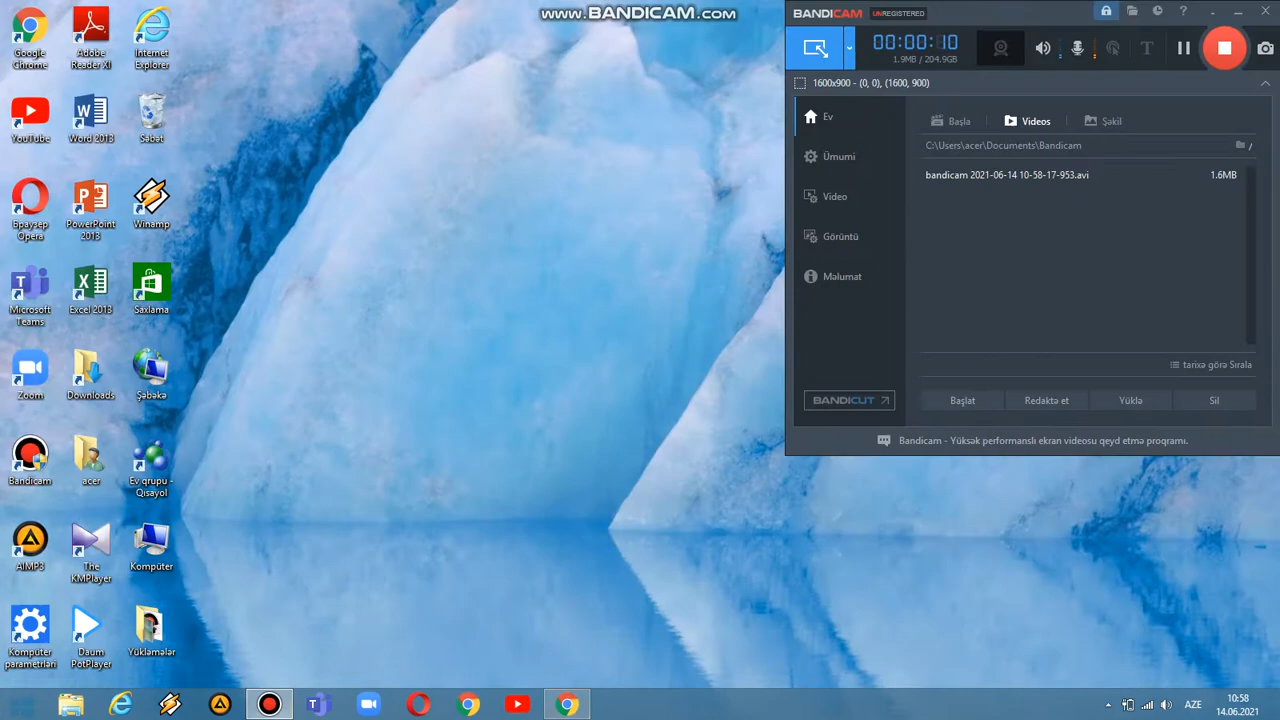 Google Chrome
Adobe Reader XI
Internet Explorer
YouTube
Word 2013
Səbət
Браузер Opera
PowerPoint 2013
Winamp
Microsoft Teams
Excel 2013
Saxlama
Zoom
Downloads
Şəbəkə
Bandicam
acer
Ev qrupu - Qısayol
AIMP3
The KMPlayer
Kompüter
Kompüter parametrləri
Daum PotPlayer
Yükləmələr
www.BANDICAM.com
BANDICAM UNREGISTERED
00:00:10
1.9MB / 204.9GB
1600x900 - (0, 0), (1600, 900)
Ev
Ümumi
Video
Görüntü
Məlumat
BANDICUT
Başla
Videos
Şəkil
C:\Users\acer\Documents\Bandicam
bandicam 2021-06-14 10-58-17-953.avi 1.6MB
tarixə görə Sırala
Başlat
Redaktə et
Yüklə
Sil
Bandicam - Yüksək performanslı ekran videosu qeyd etmə proqramı.
AZE
10:58
14.06.2021